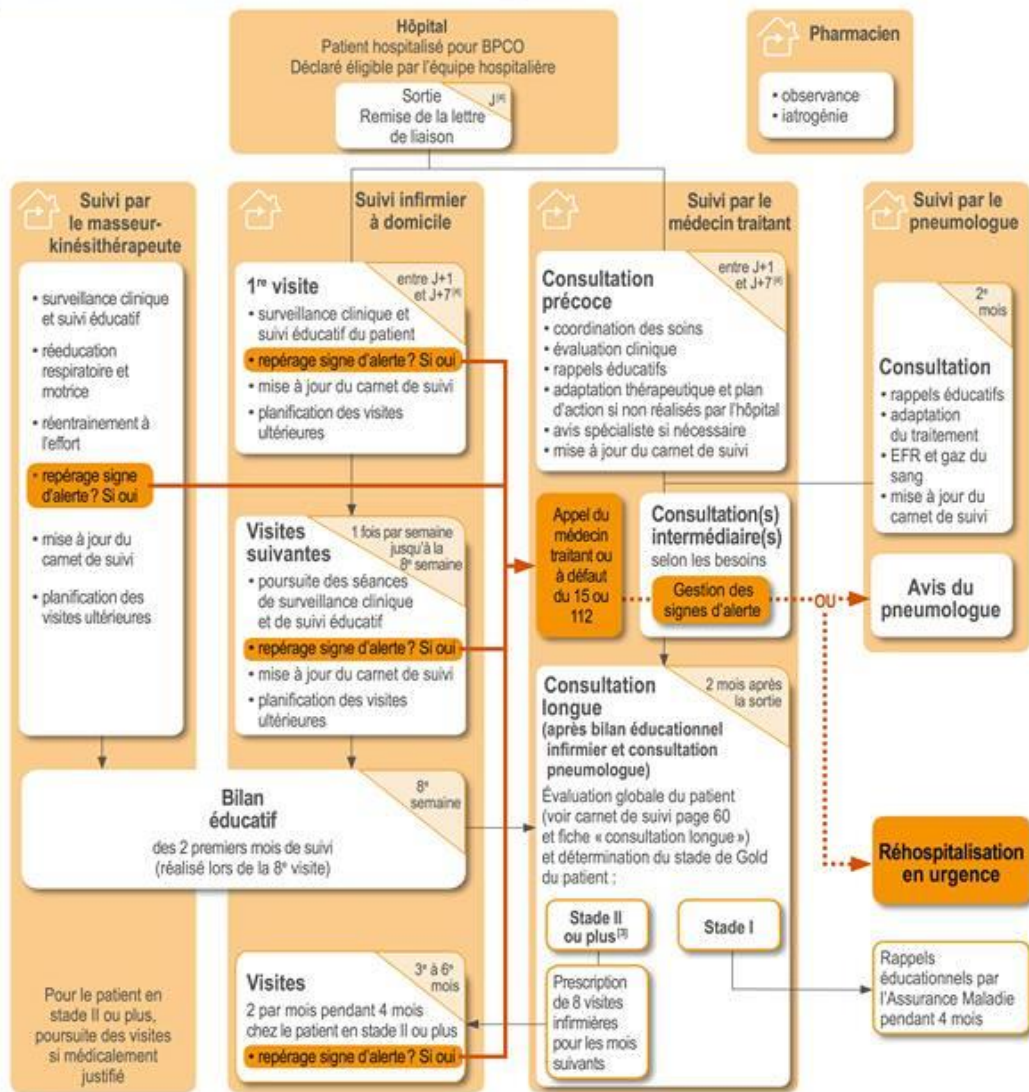 Hôpital
Patient hospitalisé pour BPCO
Déclaré éligible par l'équipe hospitalière
Sortie
J[4]
Remise de la lettre
de liaison
Pharmacien
• observance
• iatrogénie
Suivi par
le masseur-
kinésithérapeute
• surveillance clinique
et suivi éducatif
• réeducation
respiratoire et
motrice
• réentrainement à
l'effort
• repérage signe
d'alerte ? Si oui
• mise à jour du
carnet de suivi
• planification des
visites ultérieures
Suivi infirmier
à domicile
1re visite
entre J+1
et J+7[4]
• surveillance clinique et
suivi éducatif du patient
• repérage signe d'alerte ? Si oui
• mise à jour du carnet de suivi
• planification des visites
ultérieures
Visites
suivantes
1 fois par semaine
jusqu'à la
8e semaine
• poursuite des séances
de surveillance clinique
et de suivi éducatif
• repérage signe d'alerte ? Si oui
• mise à jour du carnet de suivi
• planification des visites
ultérieures
Bilan
éducatif
8e
semaine
des 2 premiers mois de suivi
(réalisé lors de la 8e visite)
Pour le patient en
stade II ou plus,
poursuite des visites
si médicalement
justifié
Visites
3e à 6e
mois
2 par mois pendant 4 mois
chez le patient en stade II ou plus
• repérage signe d'alerte ? Si oui
Suivi par le
médecin traitant
Consultation
précoce
entre J+1
et J+7[4]
• coordination des soins
• évaluation clinique
• rappels éducatifs
• adaptation thérapeutique et plan
d'action si non réalisés par l'hôpital
• avis spécialiste si nécessaire
• mise à jour du carnet de suivi
Appel du
médecin
traitant ou
à défaut
du 15 ou
112
Consultation(s)
intermédiaire(s)
selon les besoins
Gestion des
signes d'alerte
OU
Consultation
longue
2 mois après
la sortie
(après bilan éducationnel
infirmier et consultation
pneumologue)
Évaluation globale du patient
(voir carnet de suivi page 60
et fiche « consultation longue »)
et détermination du stade de Gold
du patient :
Stade II
ou plus[3]
Stade I
Prescription
de 8 visites
infirmières
pour les mois
suivants
Suivi par le
pneumologue
2e
mois
Consultation
• rappels éducatifs
• adaptation
du traitement
• EFR et gaz du
sang
• mise à jour du
carnet de suivi
Avis du
pneumologue
Réhospitalisation
en urgence
Rappels
éducationnels par
l'Assurance Maladie
pendant 4 mois